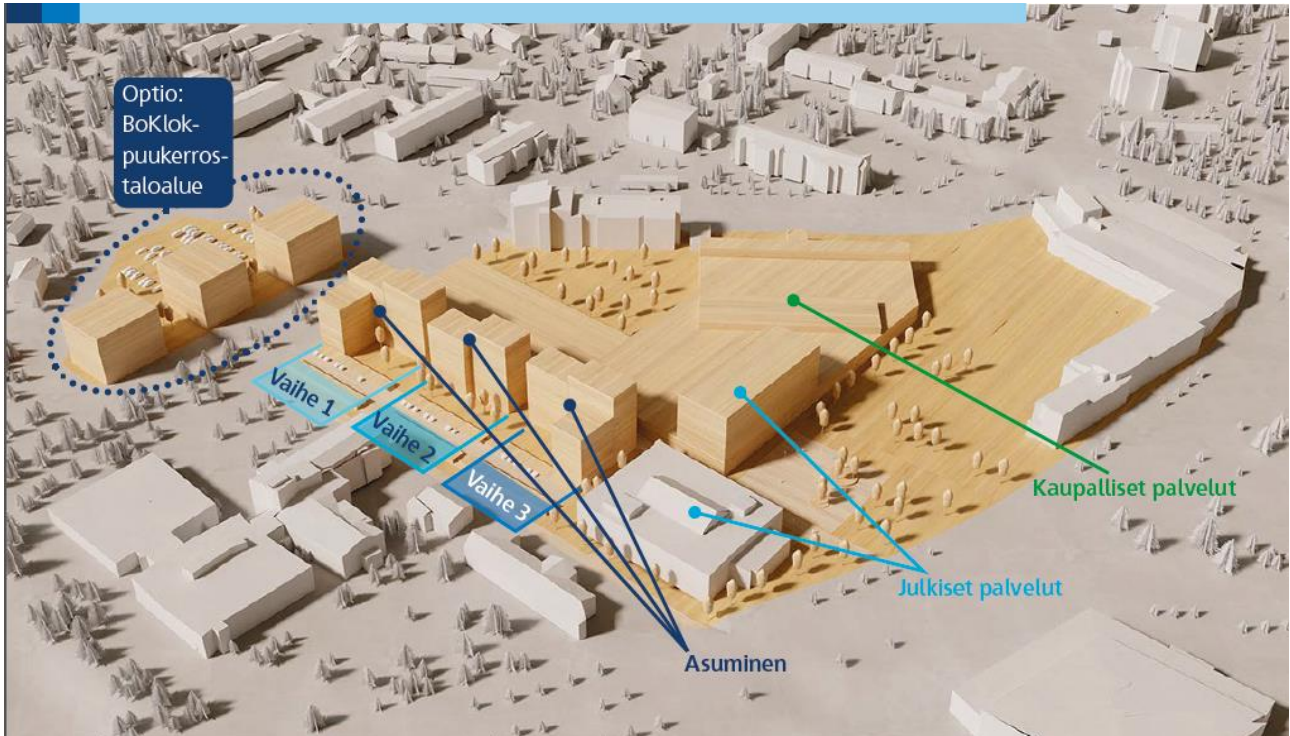 Optio:
BoKlok-
puukerros-
taloalue
Vaihe 1
Vaihe 2
Vaihe 3
Kaupalliset palvelut
Julkiset palvelut
Asuminen